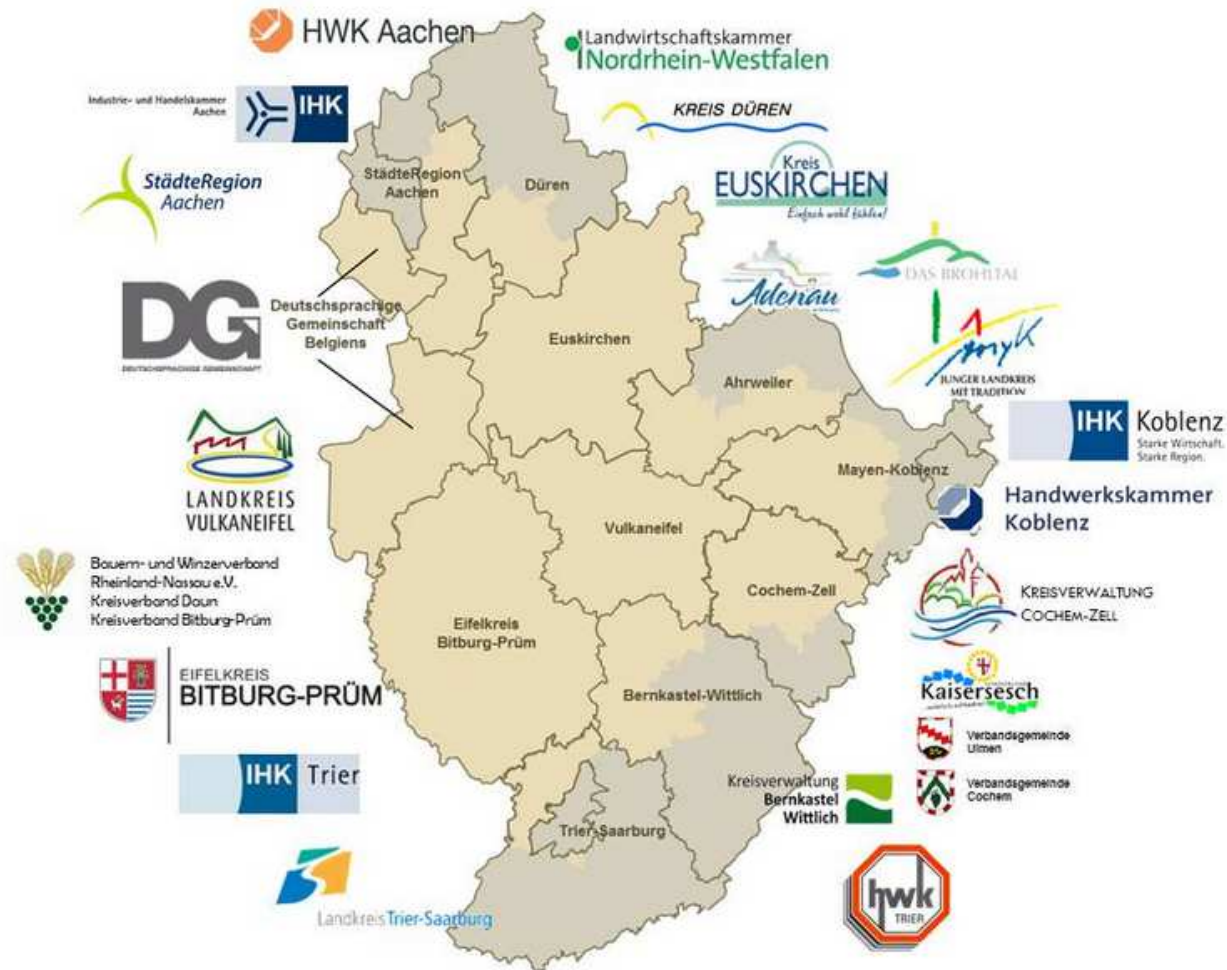 HWK Aachen
Landwirtschaftskammer
Nordrhein-Westfalen
Industrie- und Handelskammer
Aachen
IHK
KREIS DÜREN
StädteRegion
Aachen
StädteRegion
Aachen
Düren
Kreis
EUSKIRCHEN
Einfach wohl fühlen!
DAS BROHLTAL
Adenau
DG
DEUTSCHSPRACHIGE GEMEINSCHAFT
Deutschsprachige
Gemeinschaft
Belgiens
Euskirchen
Ahrweiler
myk
JUNGER LANDKREIS
MIT TRADITION
IHK Koblenz
Starke Wirtschaft.
Starke Region.
LANDKREIS
VULKANEIFEL
Mayen-Koblenz
Handwerkskammer
Koblenz
Vulkaneifel
Bauern- und Winzerverband
Rheinland-Nassau e.V.
Kreisverband Daun
Kreisverband Bitburg-Prüm
Cochem-Zell
KREISVERWALTUNG
COCHEM-ZELL
Eifelkreis
Bitburg-Prüm
EIFELKREIS
BITBURG-PRÜM
Bernkastel-Wittlich
Kaisersesch
Verbandsgemeinde
Ulmen
IHK Trier
Kreisverwaltung
Bernkastel
Wittlich
Verbandsgemeinde
Cochem
Trier-Saarburg
Landkreis Trier-Saarburg
hwk
TRIER